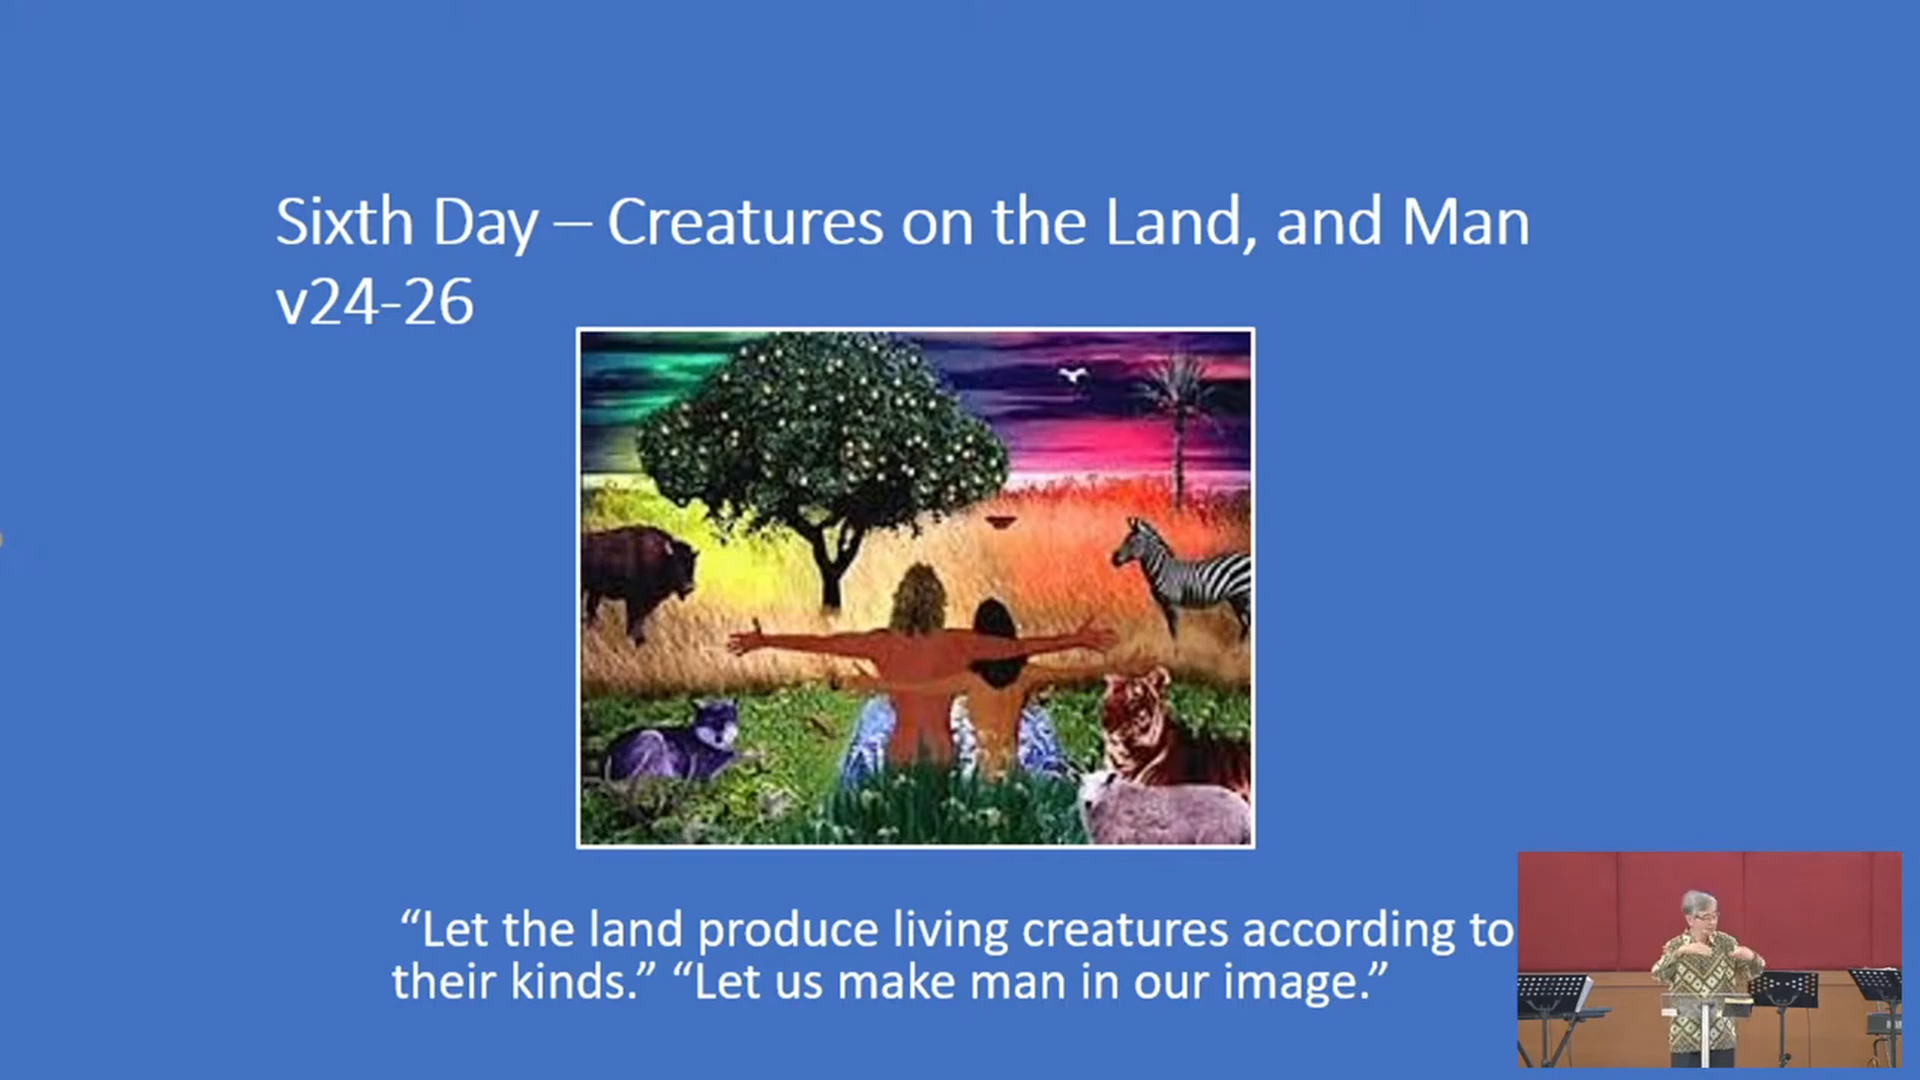 Sixth Day – Creatures on the Land, and Man
v24-26
“Let the land produce living creatures according to
their kinds.” “Let us make man in our image.”